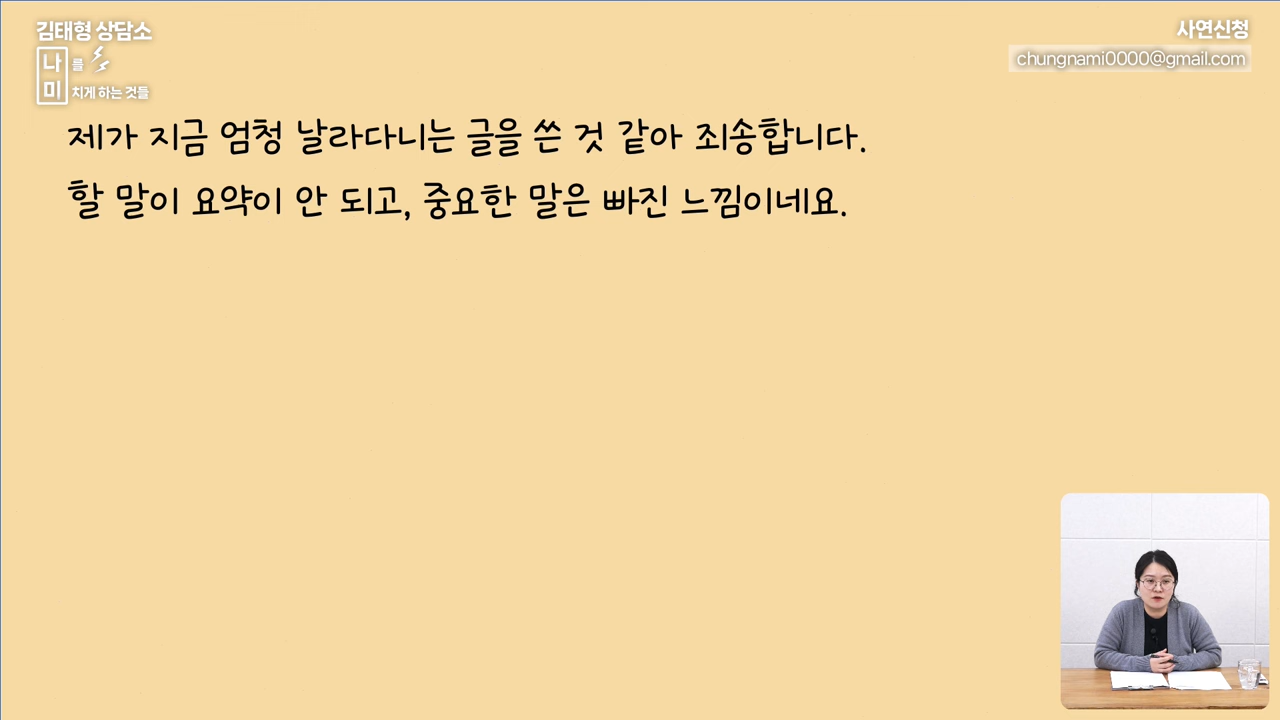 김태형 상담소
나를
미치게 하는 것들
사연신청
chungnami0000@gmail.com
제가 지금 엄청 날라다니는 글을 쓴 것 같아 죄송합니다.
할 말이 요약이 안 되고, 중요한 말은 빠진 느낌이네요.